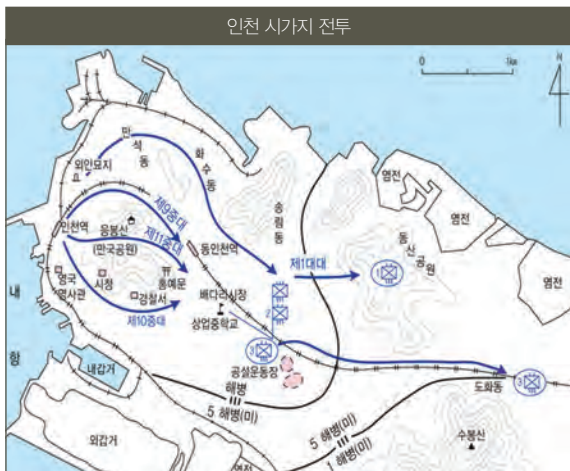 인천 시가지 전투
0 1km
N
만석동
화수동
외인묘지
송림동
염전
염전
염전
제9중대
인천역
응봉산
(만국공원)
제11중대
동인천역
동산공원
제1대대
1
영국
영사관
시청
홍예문
경찰서
배다리시장
상업중학교
제10중대
2
3
내항
공설운동장
내갑거
해병
5 해병(미)
도화동
3
외갑거
5 해병(미)
1 해병(미)
수봉산
염전